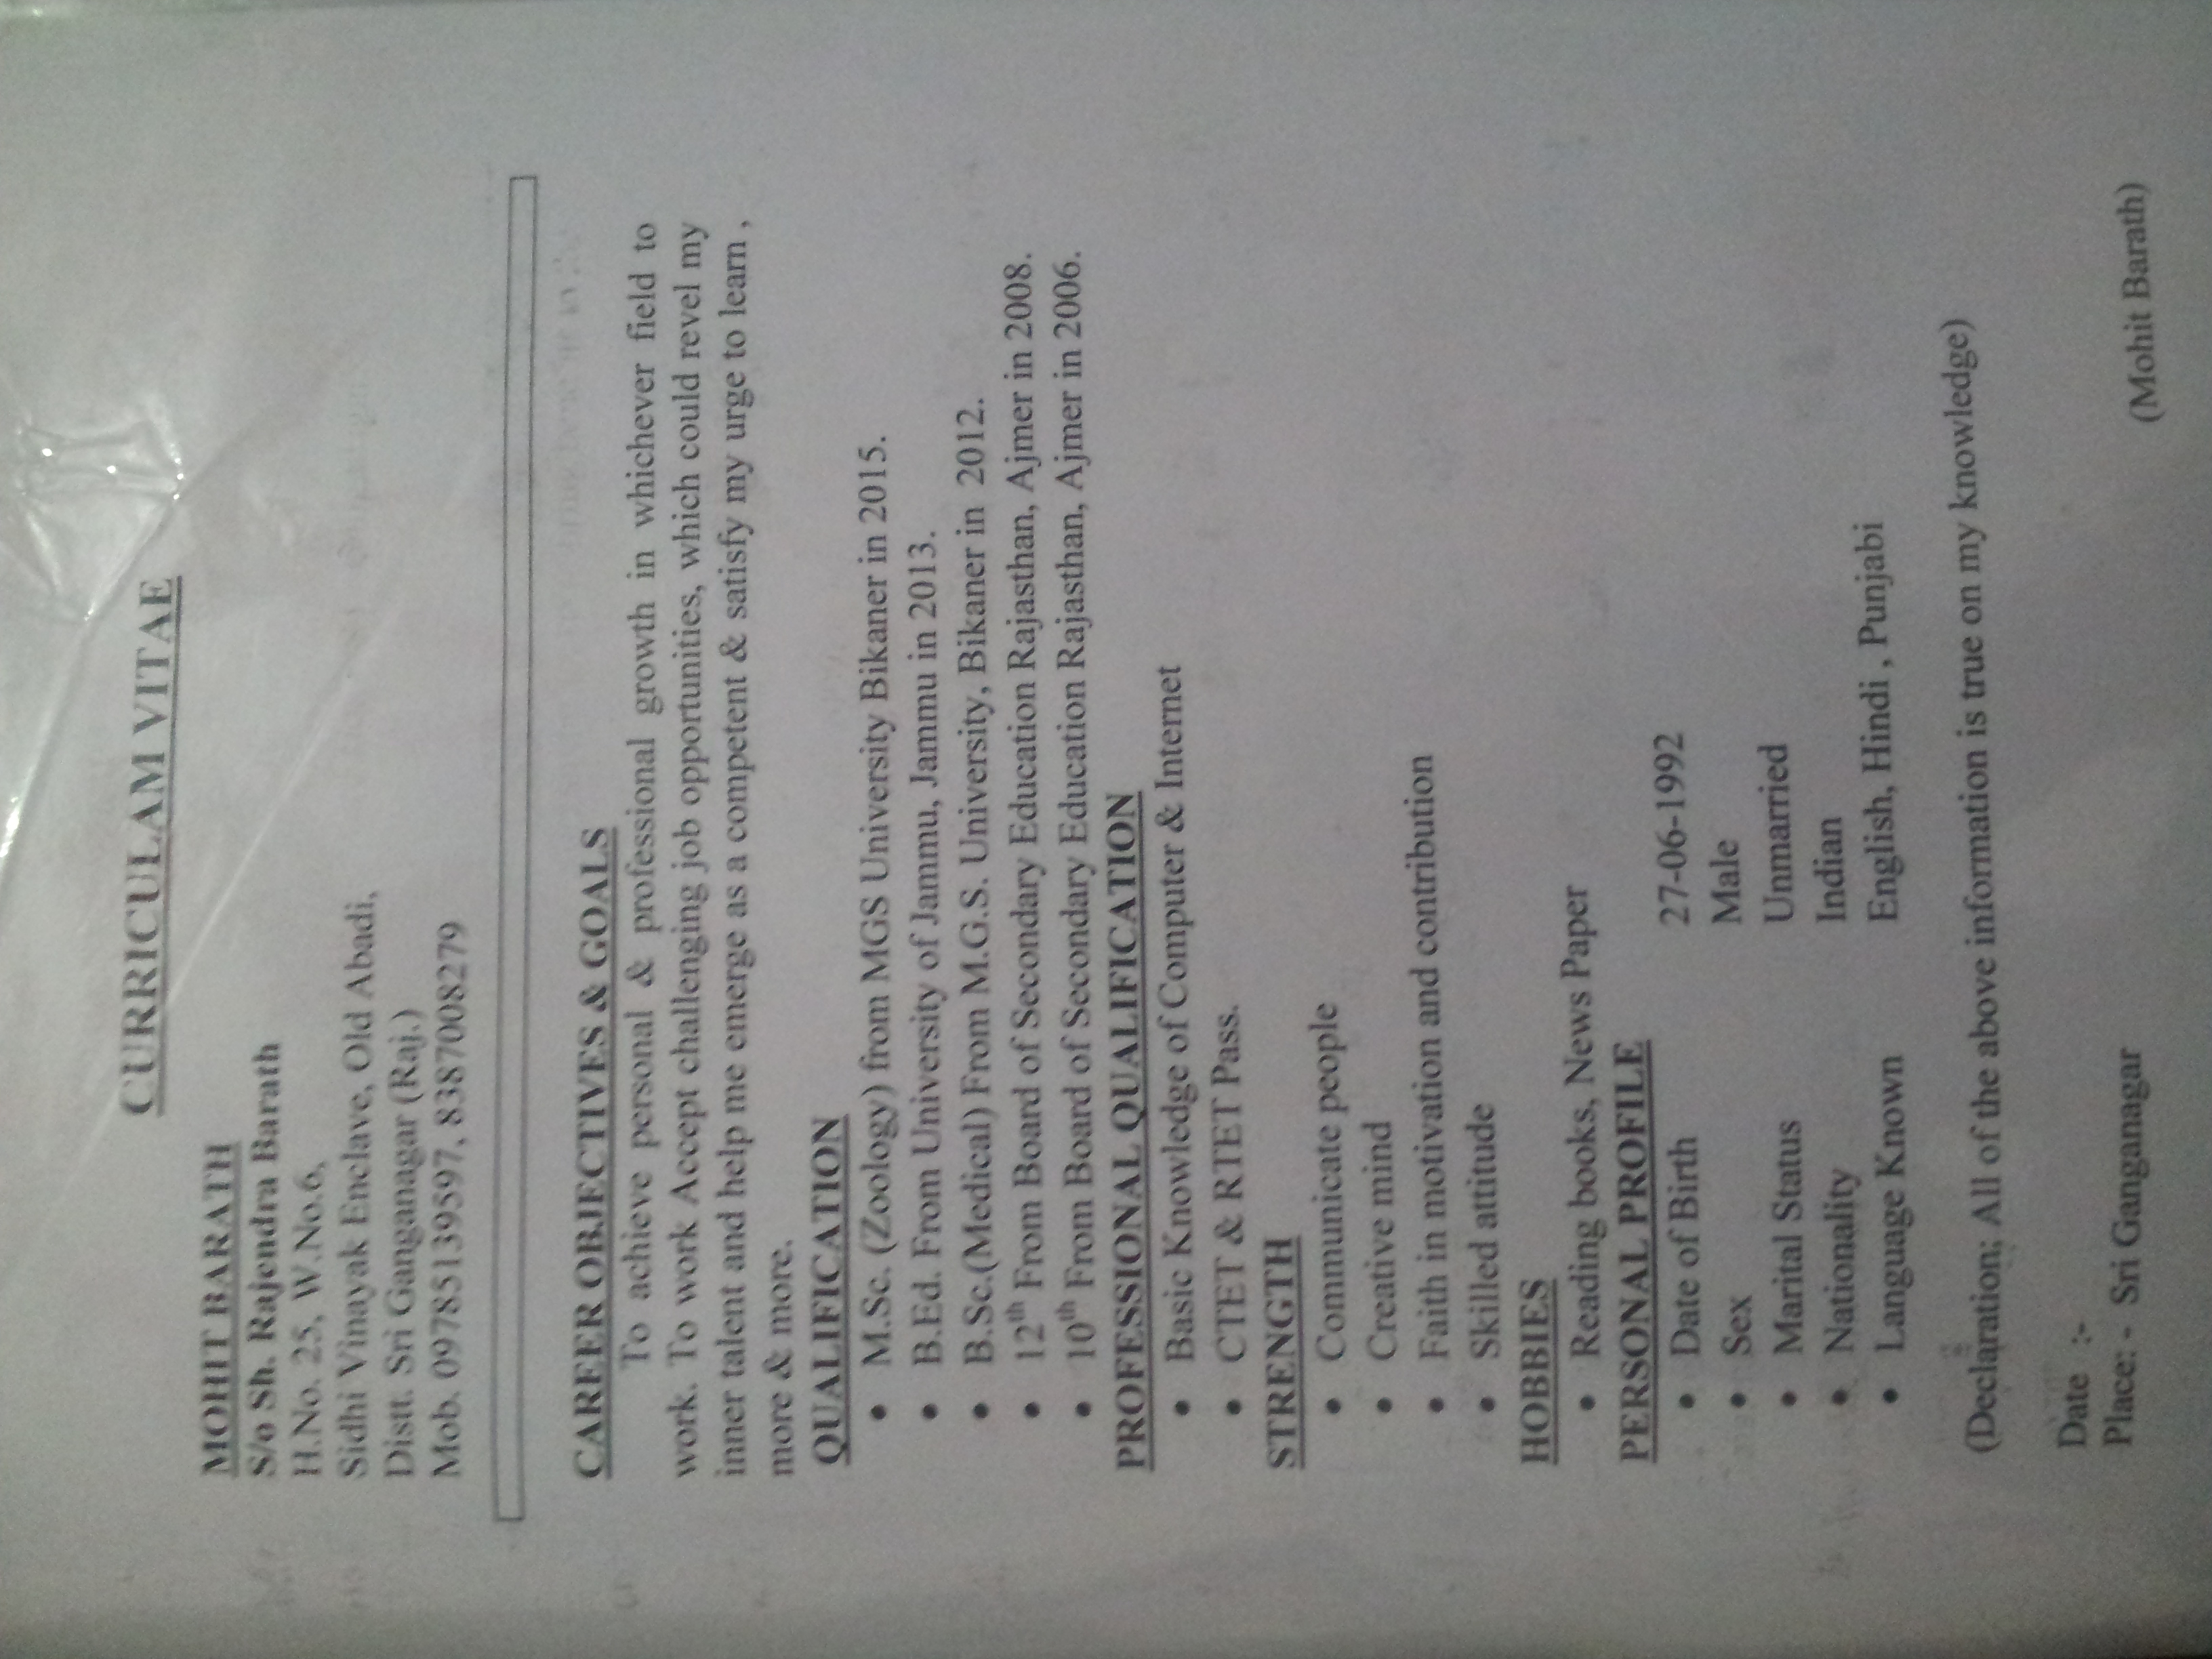 CURRICULAM VITAE
MOHIT BARATH
S/o Sh. Rajendra Barath
H.No. 25, W.No.6,
Sidhi Vinayak Enclave, Old Abadi,
Distt. Sri Ganganagar (Raj.)
Mob. 09785139597, 8387008279
CAREER OBJECTIVES & GOALS
To achieve personal & professional growth in whichever field to
work. To work Accept challenging job opportunities, which could revel my
inner talent and help me emerge as a competent & satisfy my urge to learn ,
more & more.
QUALIFICATION
• M.Sc. (Zoology) from MGS University Bikaner in 2015.
• B.Ed. From University of Jammu, Jammu in 2013.
• B.Sc.(Medical) From M.G.S. University, Bikaner in 2012.
• 12th From Board of Secondary Education Rajasthan, Ajmer in 2008.
• 10th From Board of Secondary Education Rajasthan, Ajmer in 2006.
PROFESSIONAL QUALIFICATION
• Basic Knowledge of Computer & Internet
• CTET & RTET Pass.
STRENGTH
• Communicate people
• Creative mind
• Faith in motivation and contribution
• Skilled attitude
HOBBIES
• Reading books, News Paper
PERSONAL PROFILE
• Date of Birth 27-06-1992
• Sex Male
• Marital Status Unmarried
• Nationality Indian
• Language Known English, Hindi , Punjabi
(Declaration; All of the above information is true on my knowledge)
Date :-
Place: - Sri Ganganagar
(Mohit Barath)